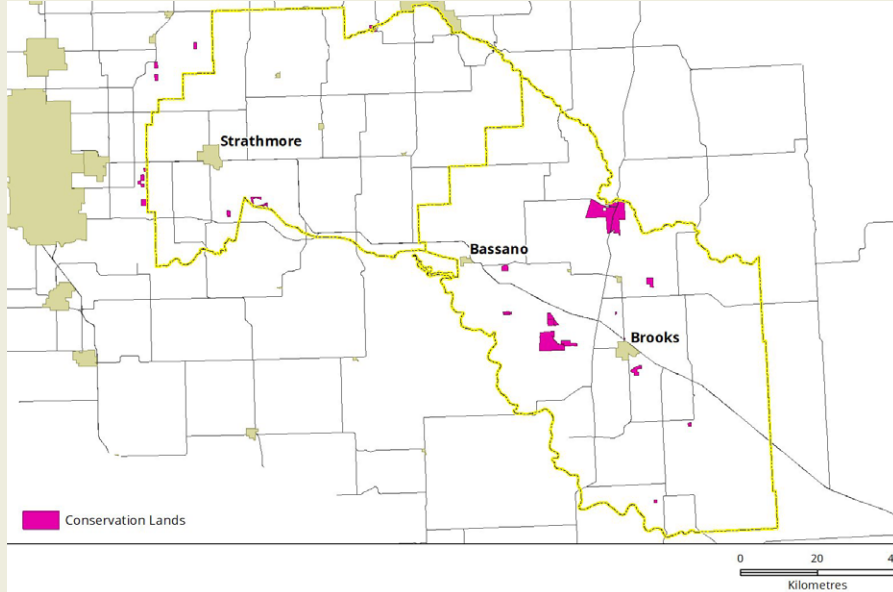 Strathmore
Bassano
Brooks
Conservation Lands
0 20
Kilometres